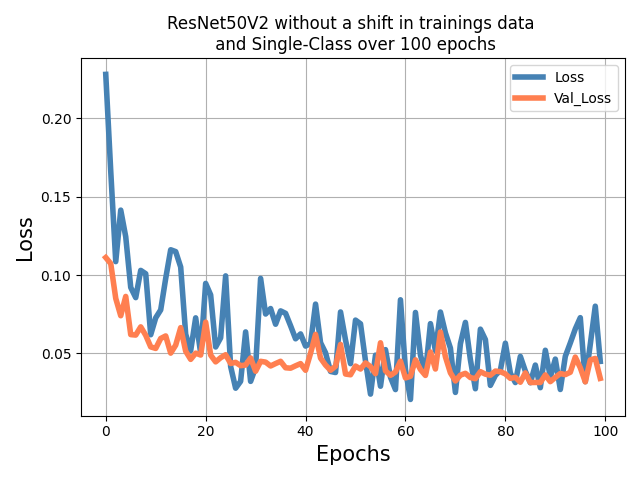 ResNet50V2 without a shift in trainings data
and Single-Class over 100 epochs
Loss
Val_Loss
0.20
0.15
0.10
0.05
Loss
0
20
40
60
80
100
Epochs